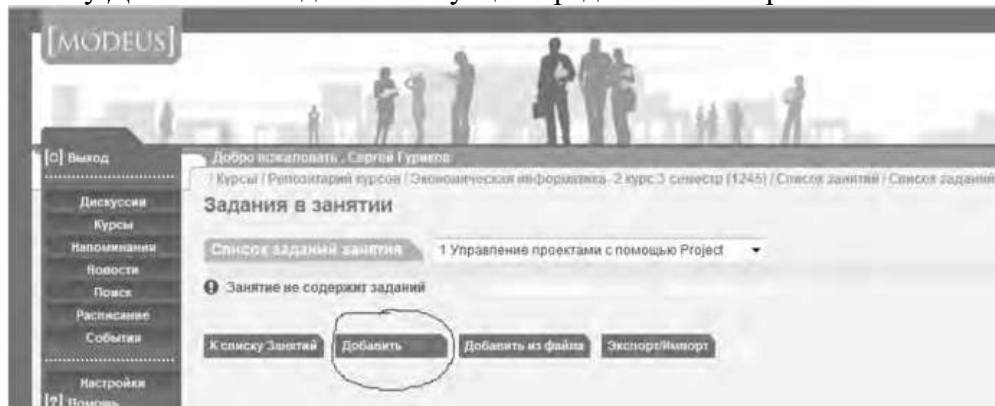 [MODEUS]
[О] Выход
Добро пожаловать , Сергей Гуриков
/ Курсы / Репозитарий курсов / Экономическая информатика- 2 курс 3 семестр (1245) / Список занятий / Список заданий
Дискуссии
Курсы
Напоминания
Новости
Поиск
Расписание
События
Настройки
[?] Помощь
Задания в занятии
Список заданий занятия
1 Управление проектами с помощью Project
Занятие не содержит заданий
К списку Занятий
Добавить
Добавить из файла
Экспорт/Импорт